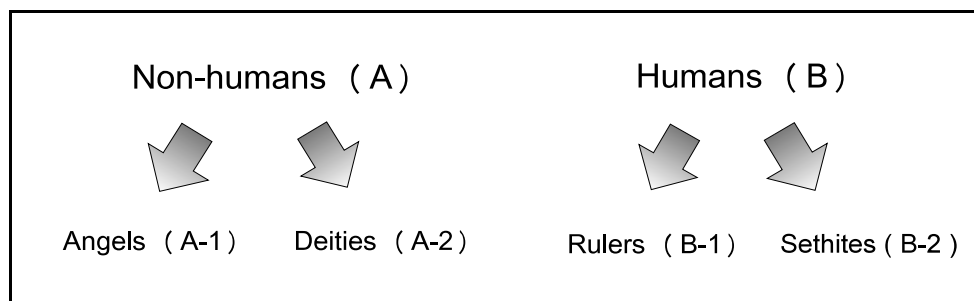 Non-humans ( A ) Humans ( B )
Angels ( A-1 ) Deities ( A-2 ) Rulers ( B-1 ) Sethites ( B-2 )